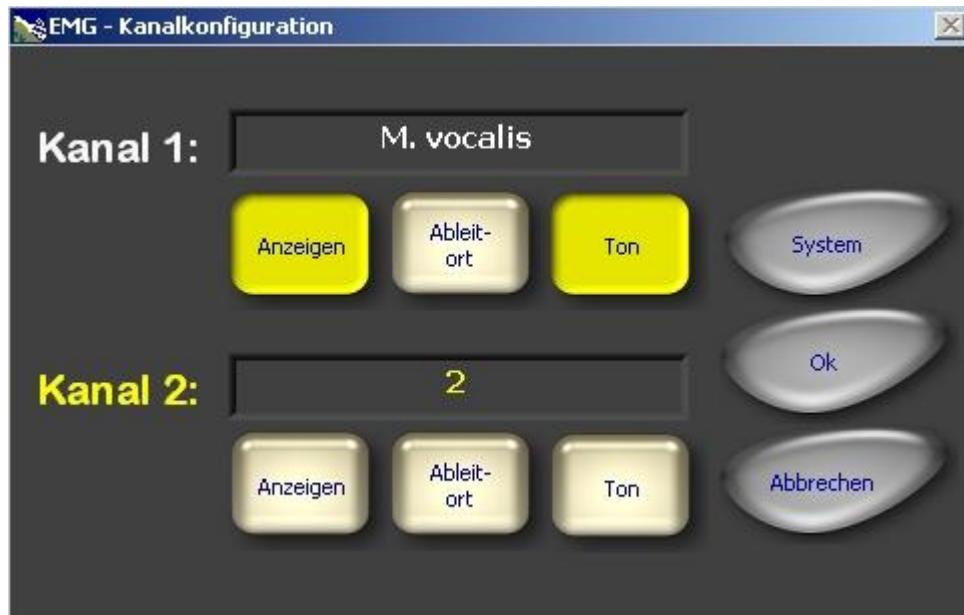 EMG - Kanalkonfiguration
Kanal 1:
M. vocalis
Anzeigen
Ableit-
ort
Ton
System
Kanal 2:
2
Ok
Anzeigen
Ableit-
ort
Ton
Abbrechen